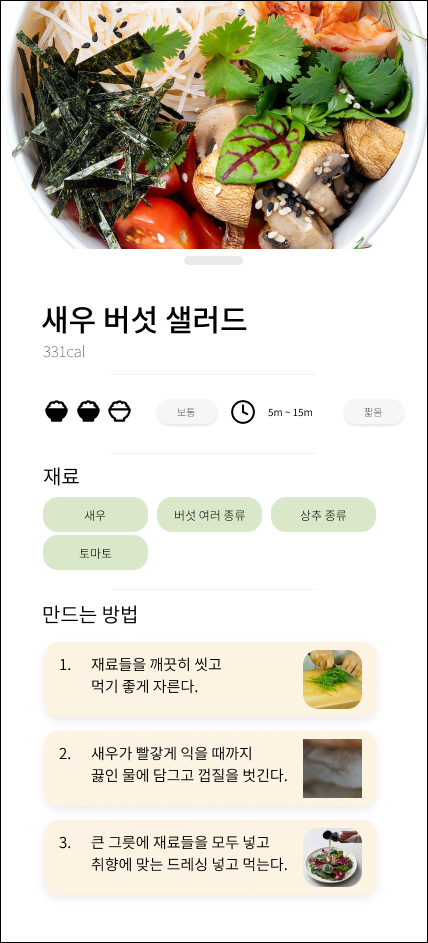 새우 버섯 샐러드
331cal
보통 5m ~ 15m 짧음
재료
새우 버섯 여러 종류 상추 종류
토마토
만드는 방법
1. 재료들을 깨끗히 씻고
먹기 좋게 자른다.
2. 새우가 빨갛게 익을 때까지
끓인 물에 담그고 껍질을 벗긴다.
3. 큰 그릇에 재료들을 모두 넣고
취향에 맞는 드레싱 넣고 먹는다.